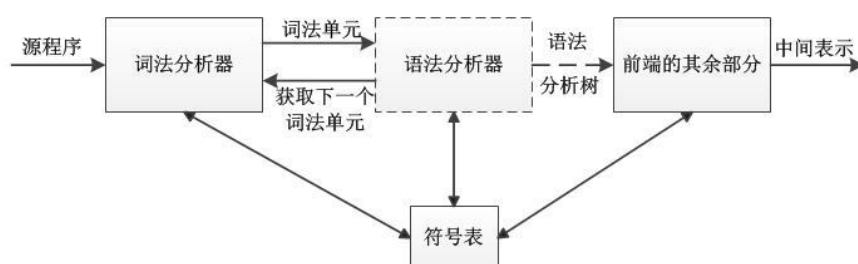 源程序
词法分析器
词法单元
获取下一个
词法单元
语法分析器
语法
分析树
前端的其余部分
中间表示
符号表